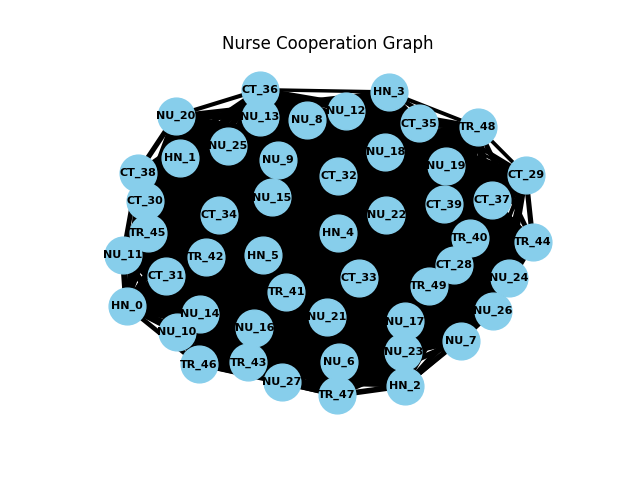 Nurse Cooperation Graph
CT_36
HN_3
NU_20
NU_13
NU_8
NU_12
CT_35
TR_48
NU_25
HN_1
NU_9
NU_18
NU_19
CT_38
CT_32
CT_29
CT_30
NU_15
CT_37
CT_34
NU_22
CT_39
TR_45
HN_4
TR_40
TR_44
NU_11
TR_42
HN_5
CT_28
CT_31
CT_33
NU_24
TR_41
TR_49
HN_0
NU_14
NU_21
NU_26
NU_10
NU_16
NU_17
NU_7
NU_23
TR_46
TR_43
NU_6
NU_27
HN_2
TR_47